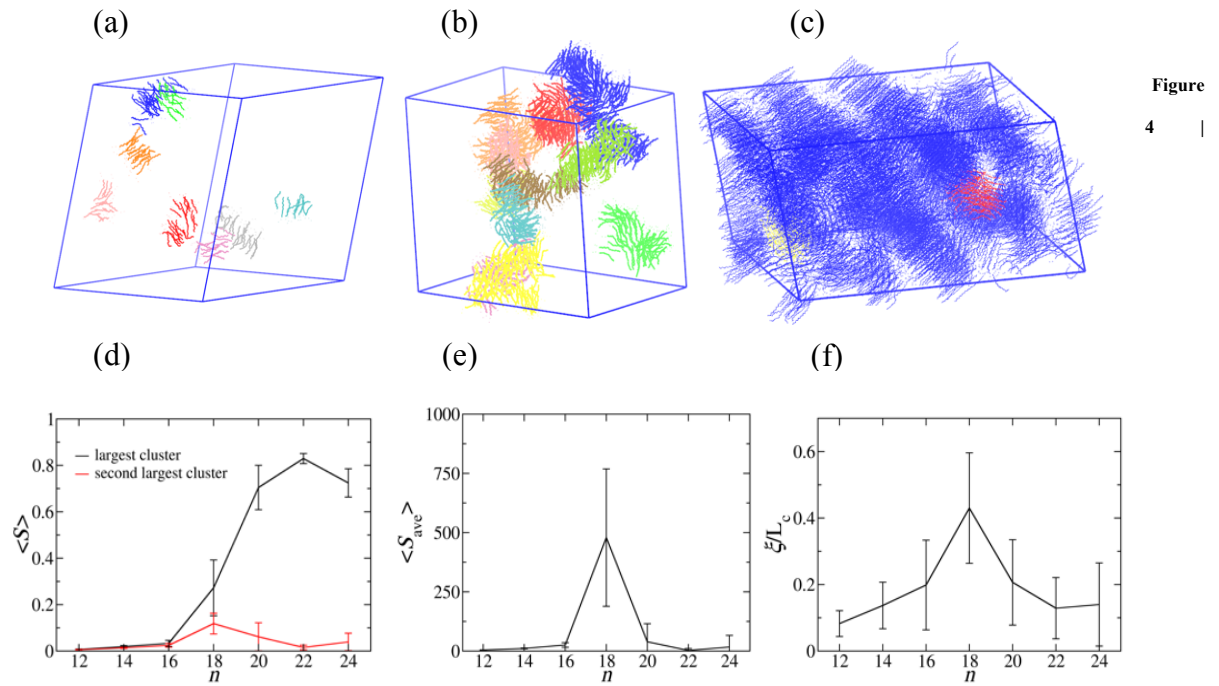 (a)
(b)
(c)
Figure
4 |
(d)
(e)
(f)
1
0.8
0.6
0.4
0.2
0
<S>
largest cluster
second largest cluster
12 14 16 18 20 22 24
n
1000
750
500
250
0
<S_ave>
12 14 16 18 20 22 24
n
0.6
0.4
0.2
0
ξ/L_c
12 14 16 18 20 22 24
n